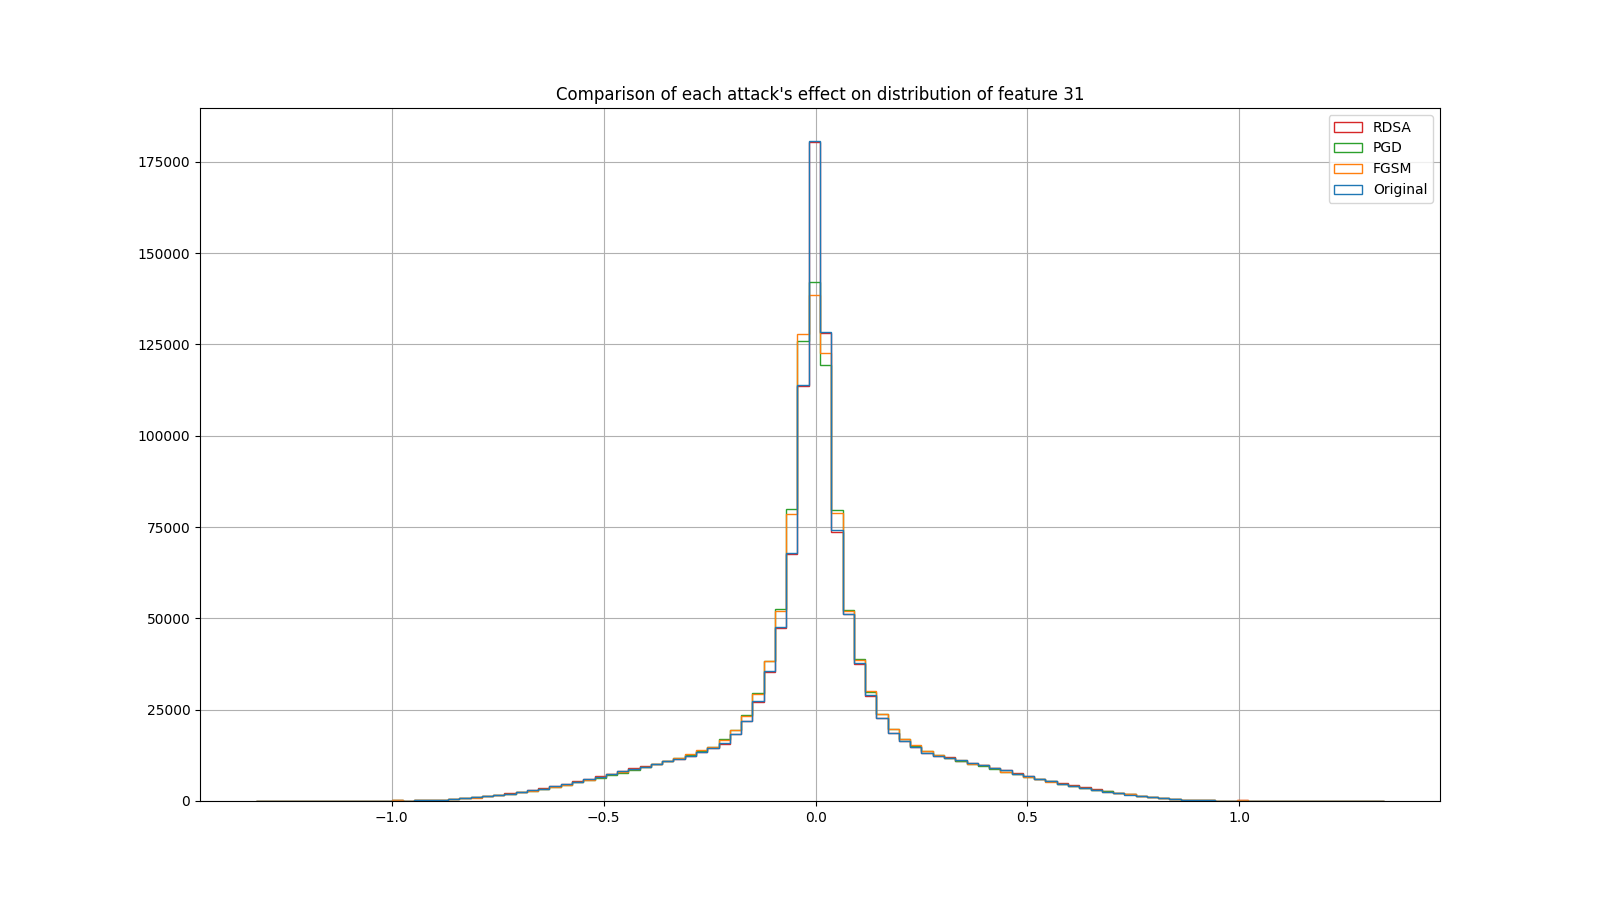 Comparison of each attack's effect on distribution of feature 31
RDSA
PGD
FGSM
Original
175000
150000
125000
100000
75000
50000
25000
0
−1.0 −0.5 0.0 0.5 1.0